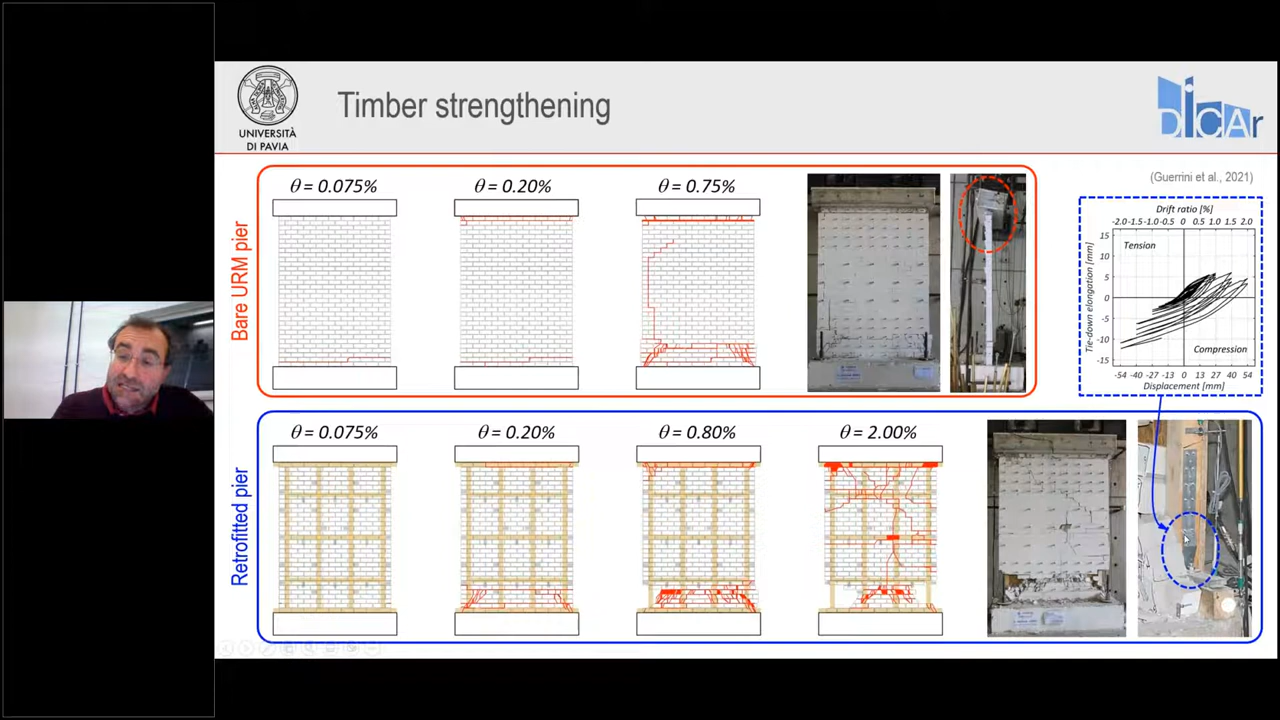 UNIVERSITÀ
DI PAVIA
Timber strengthening
DICAr
(Guerrini et al., 2021)
Bare URM pier
θ = 0.075%
θ = 0.20%
θ = 0.75%
Drift ratio [%]
-2.0 -1.5 -1.0 -0.5 0 0.5 1.0 1.5 2.0
Tie-down elongation [mm]
15
10
5
0
-5
-10
-15
Tension
Compression
-54 -40 -27 -13 0 13 27 40 54
Displacement [mm]
Retrofitted pier
θ = 0.075%
θ = 0.20%
θ = 0.80%
θ = 2.00%